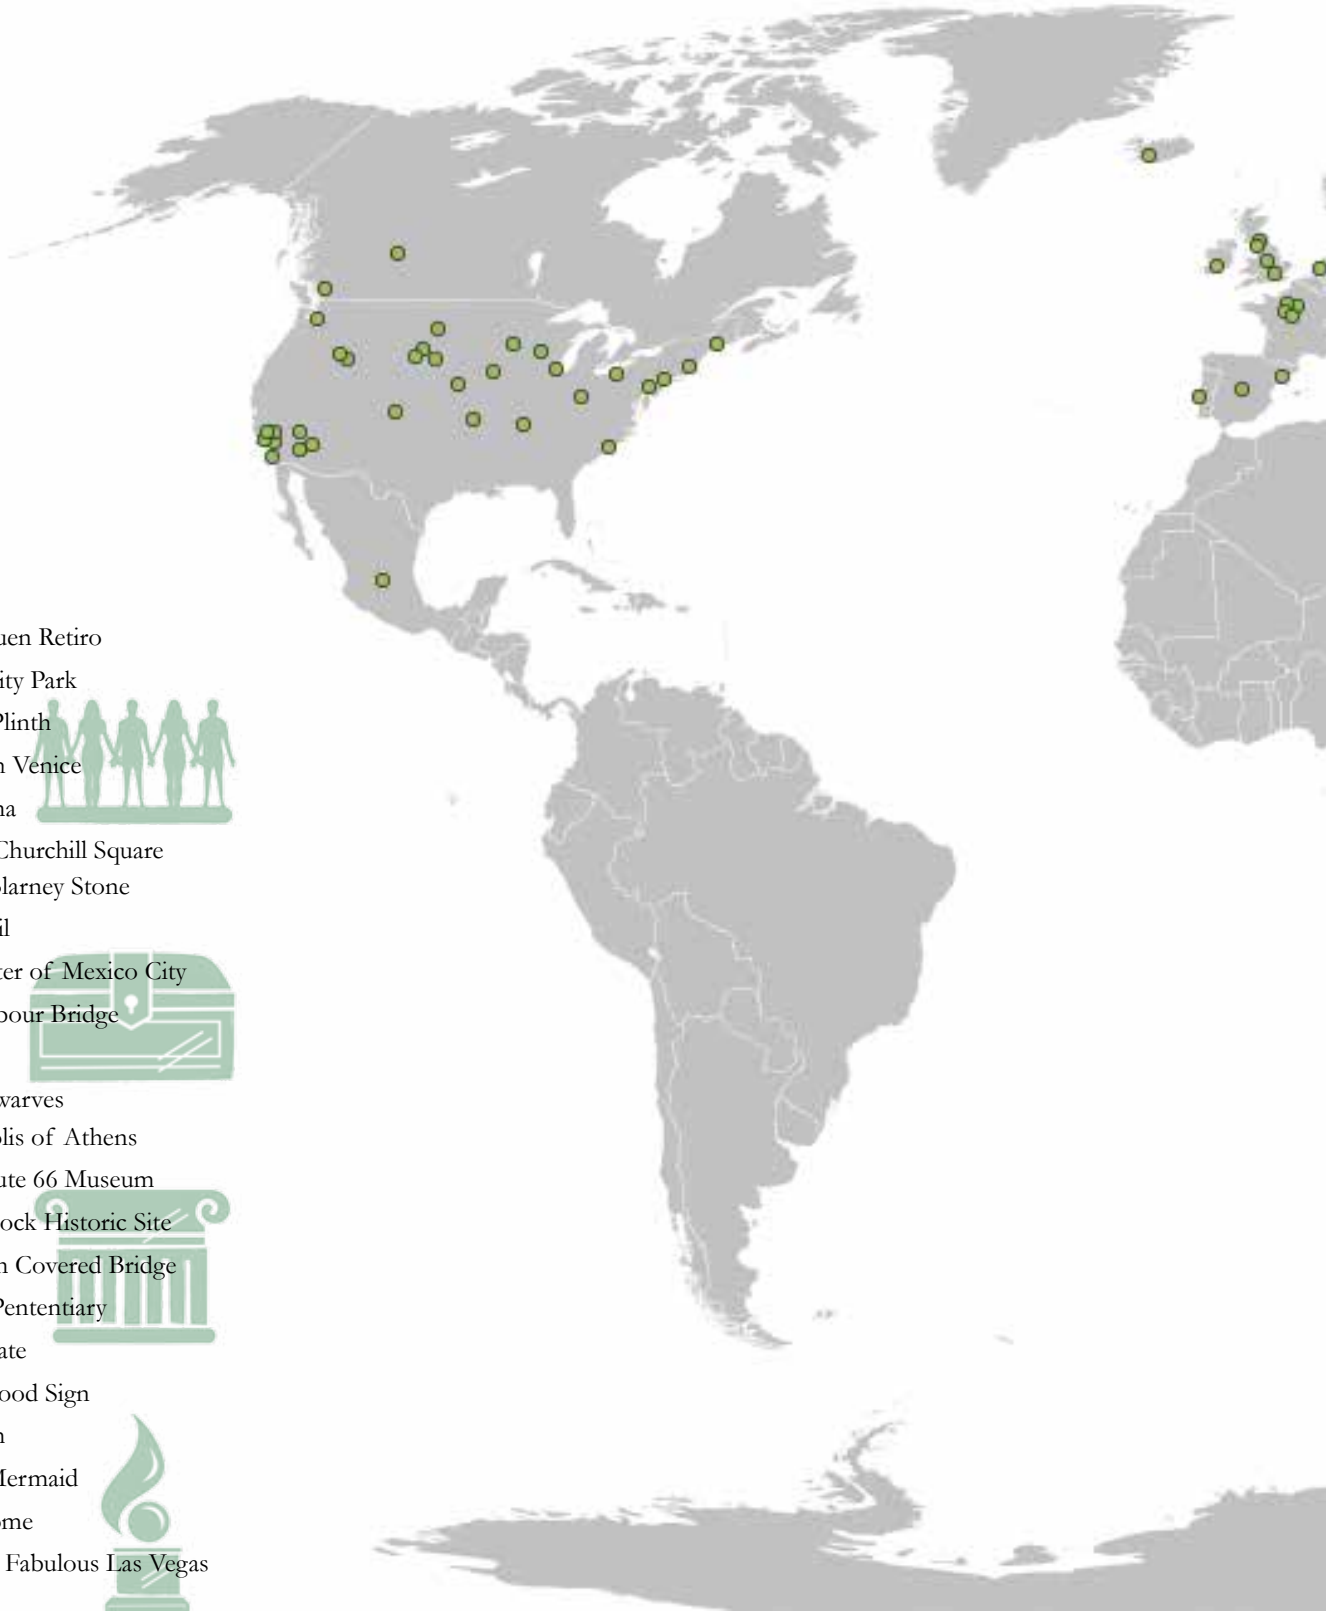 uen Retiro
ity Park
Plinth
n Venice
na
Churchill Square
larney Stone
il
ter of Mexico City
bour Bridge
warves
lis of Athens
ute 66 Museum
ock Historic Site
n Covered Bridge
Pententiary
ate
ood Sign
n
Mermaid
ome
Fabulous Las Vegas